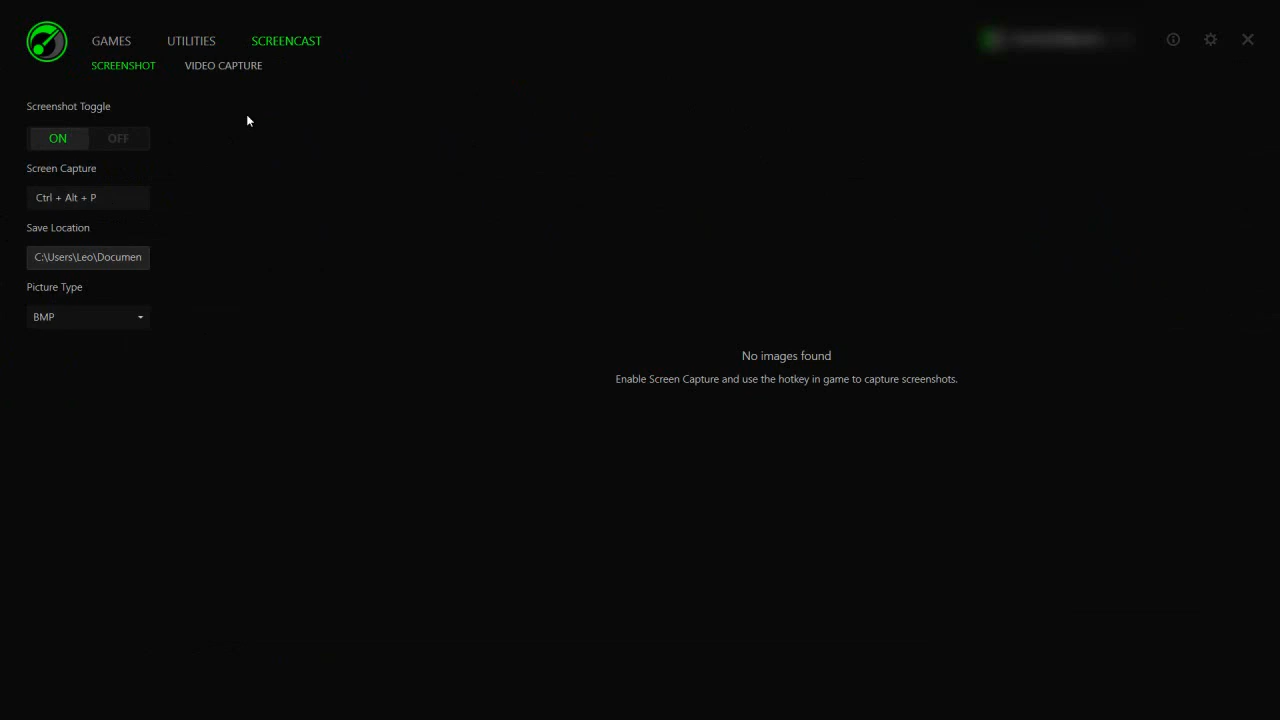 GAMES UTILITIES SCREENCAST
SCREENSHOT VIDEO CAPTURE
Screenshot Toggle
ON OFF
Screen Capture
Ctrl + Alt + P
Save Location
C:\Users\Leo\Documen
Picture Type
BMP
No images found
Enable Screen Capture and use the hotkey in game to capture screenshots.